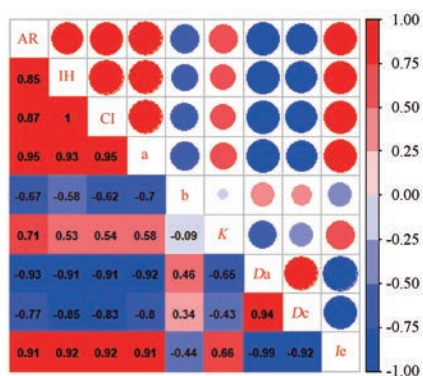 AR
0.85 IH
0.87 1 CI
0.95 0.93 0.95 a
-0.67 -0.58 -0.62 -0.7 b
0.71 0.53 0.54 0.58 -0.09 K
-0.93 -0.91 -0.91 -0.92 0.46 -0.65 Da
-0.77 -0.85 -0.83 -0.8 0.34 -0.43 0.94 Dc
0.91 0.92 0.92 0.91 -0.44 0.66 -0.99 -0.92 Ie
1.00
0.75
0.50
0.25
0.00
-0.25
-0.50
-0.75
-1.00